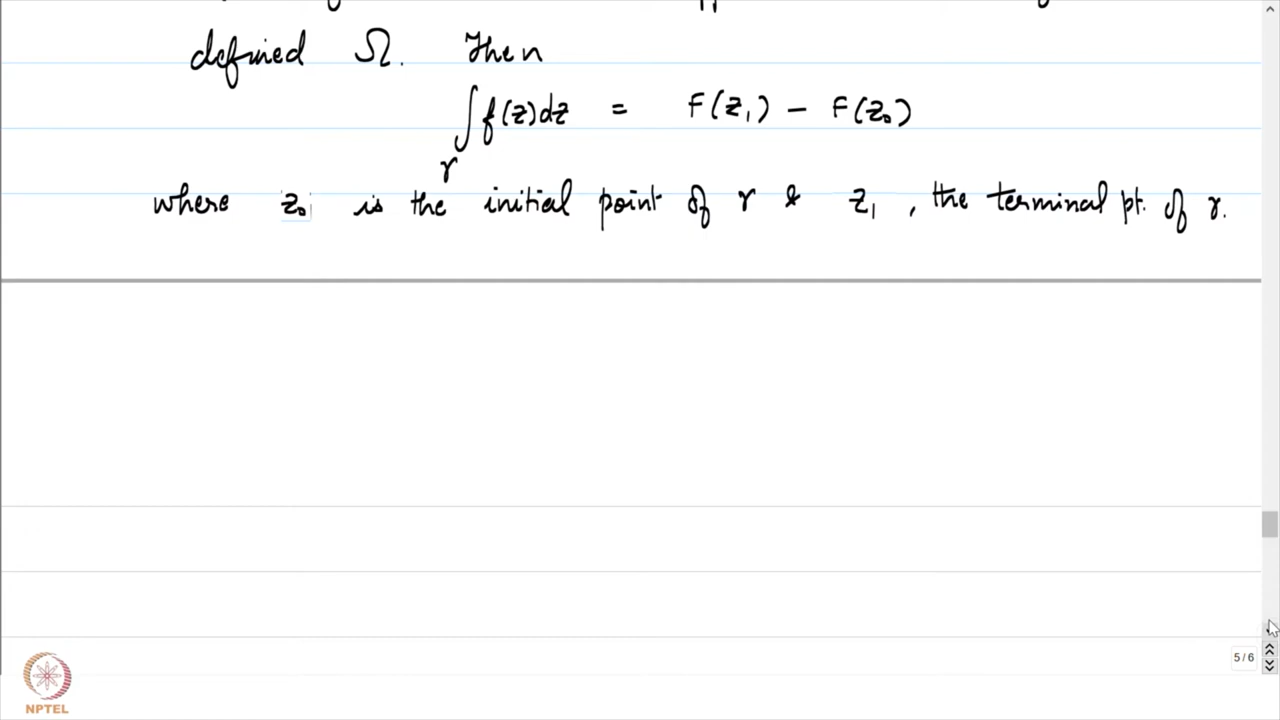 defined Ω. Then
∫γ f(z)dz = F(z₁) − F(z₀)
where z₀ is the initial point of γ & z₁, the terminal pt. of γ.
5 / 6
NPTEL